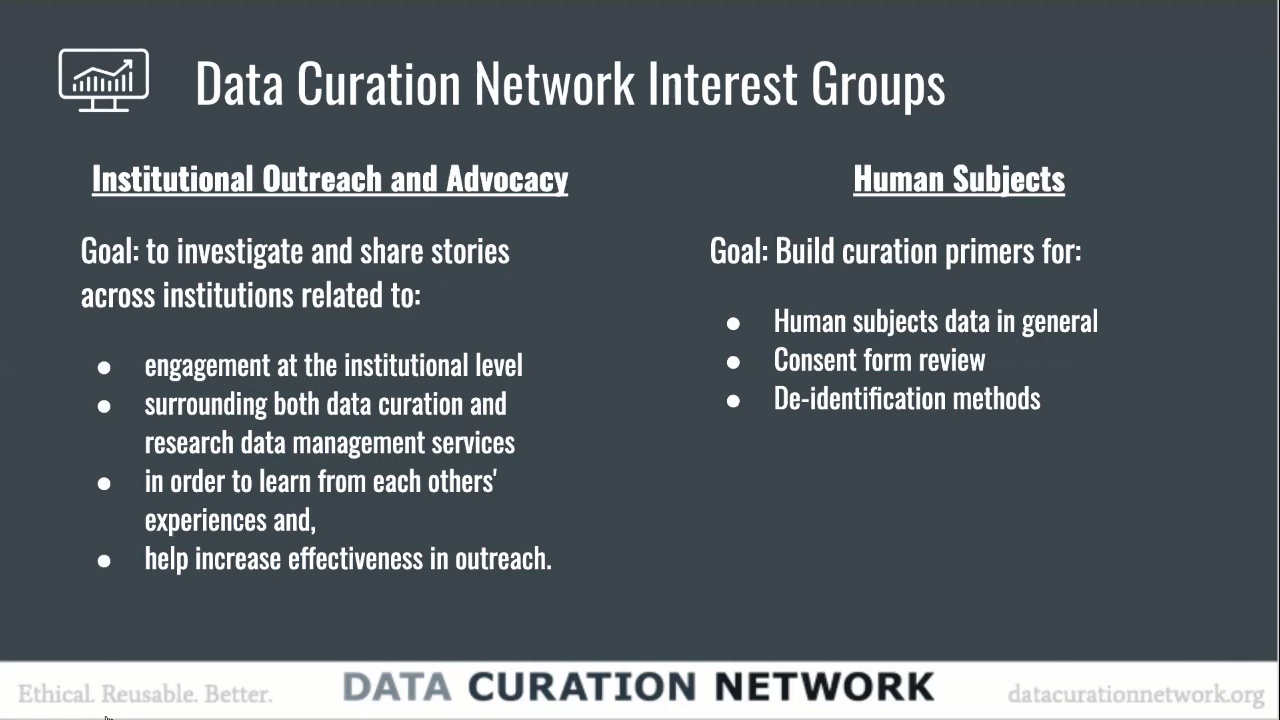 Data Curation Network Interest Groups
Institutional Outreach and Advocacy
Goal: to investigate and share stories
across institutions related to:
● engagement at the institutional level
● surrounding both data curation and
research data management services
● in order to learn from each others'
experiences and,
● help increase effectiveness in outreach.
Human Subjects
Goal: Build curation primers for:
● Human subjects data in general
● Consent form review
● De-identification methods
Ethical. Reusable. Better.
DATA CURATION NETWORK
datacurationnetwork.org